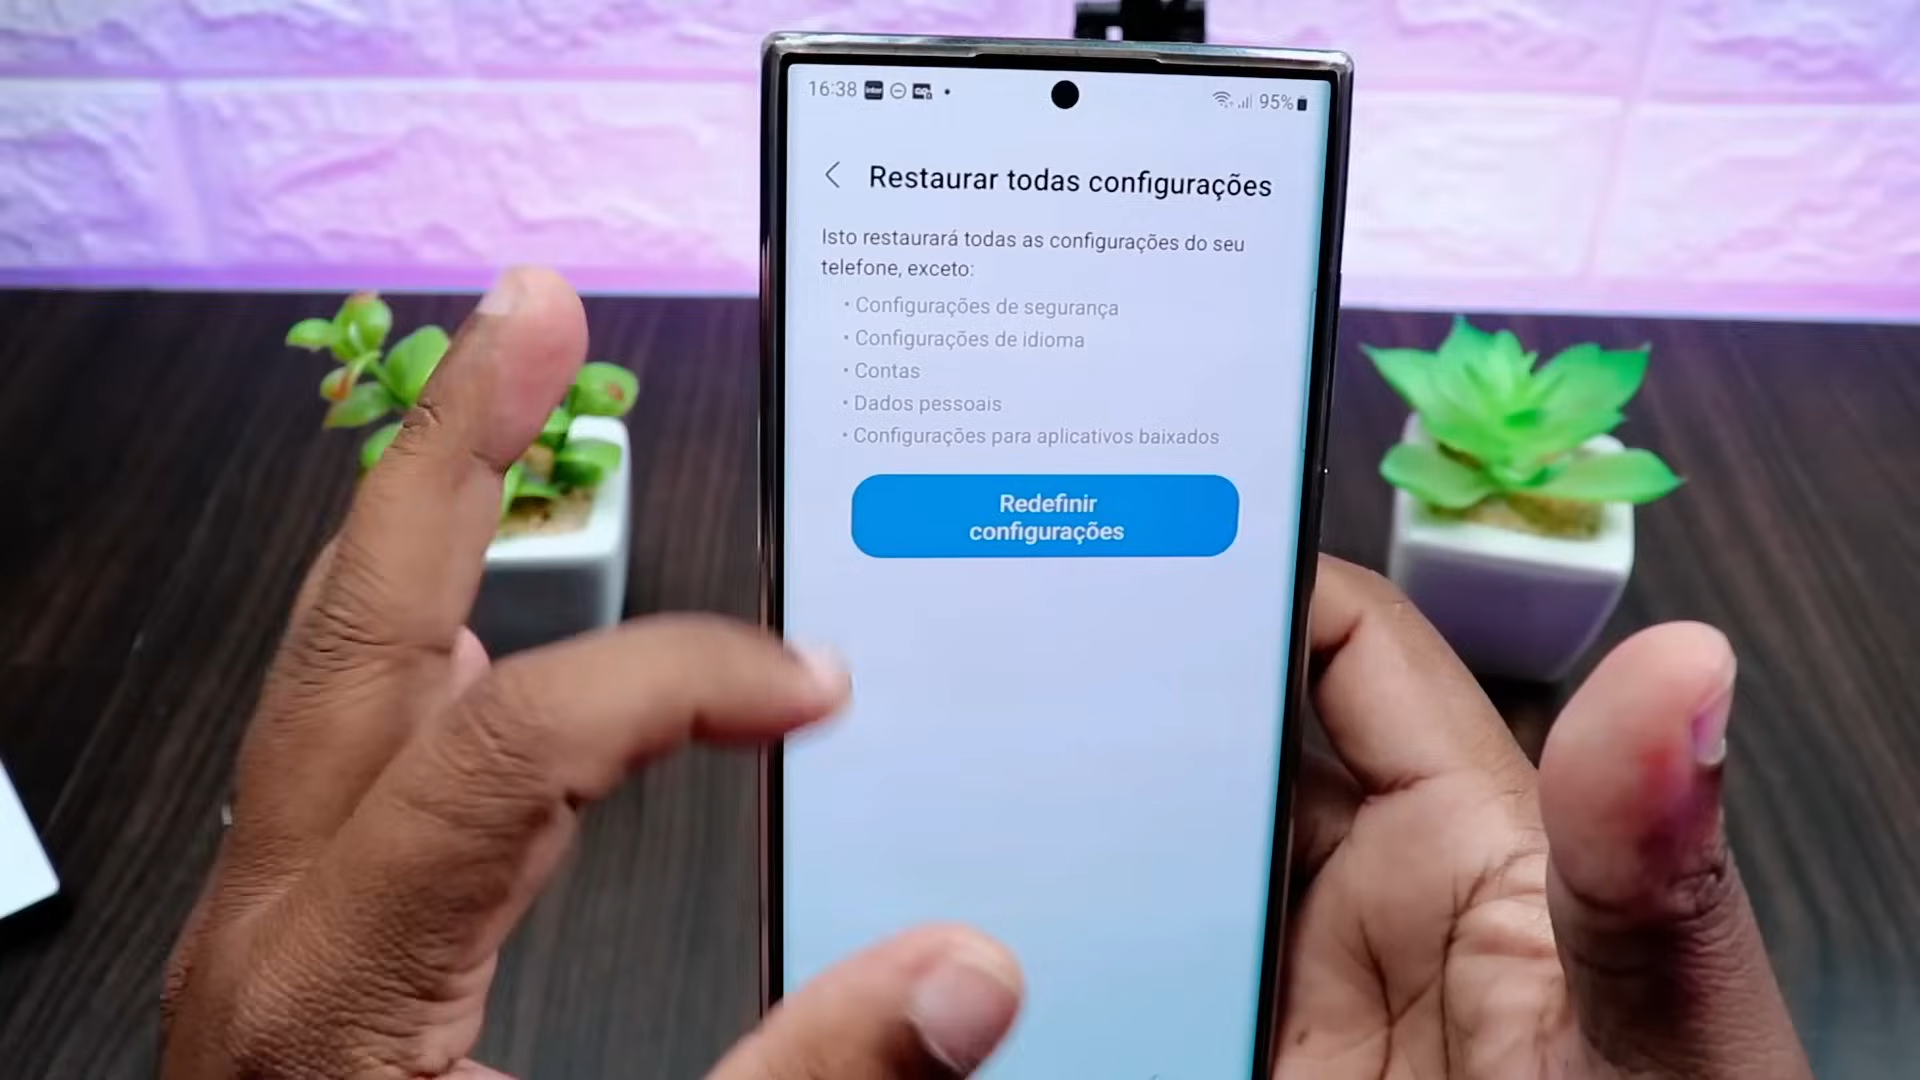 16:38
95%
Restaurar todas configurações
Isto restaurará todas as configurações do seu
telefone, exceto:
• Configurações de segurança
• Configurações de idioma
• Contas
• Dados pessoais
• Configurações para aplicativos baixados
Redefinir
configurações